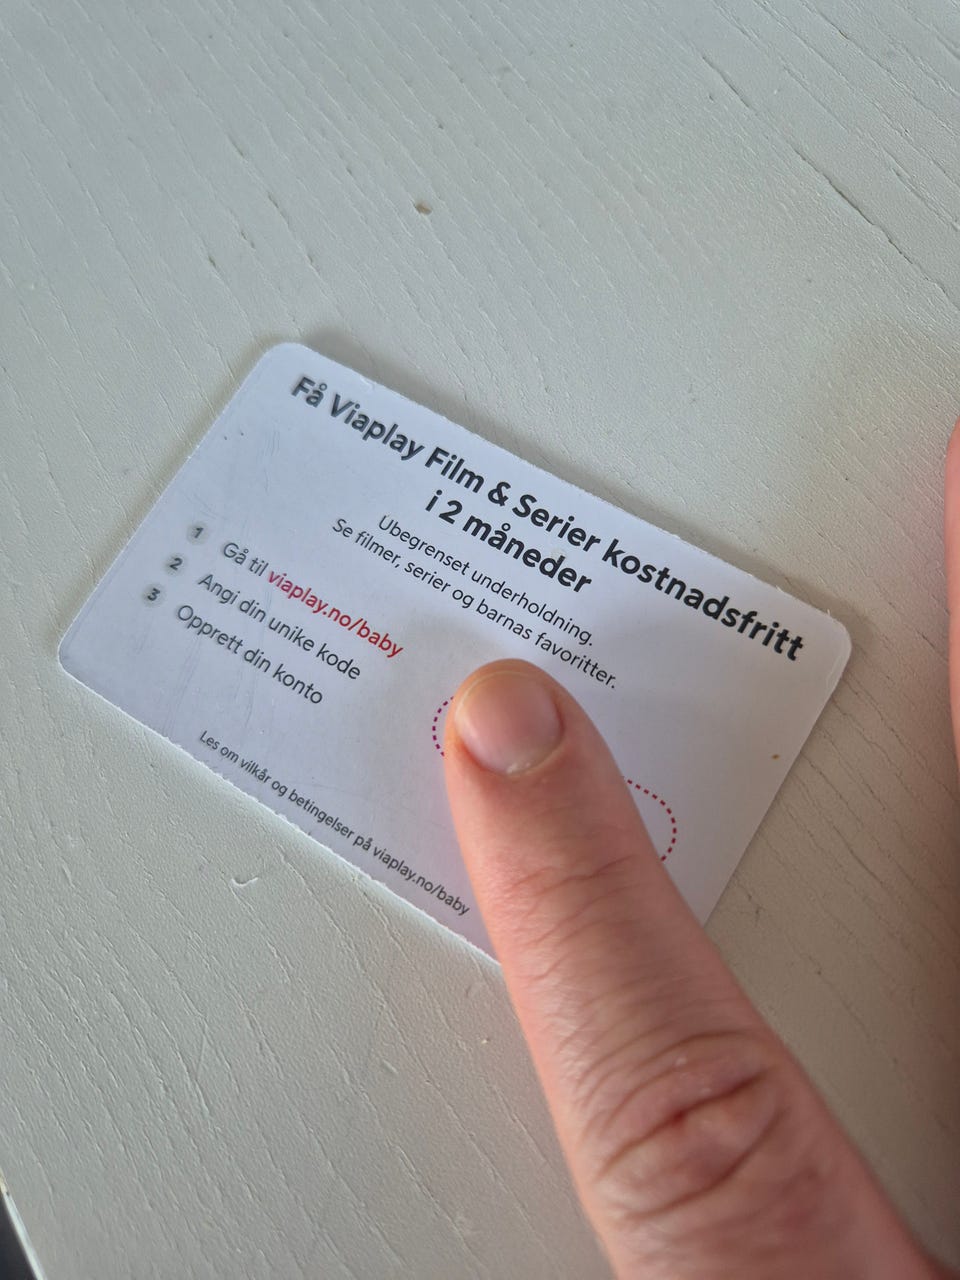 Få Viaplay Film & Serier kostnadsfritt
i 2 måneder
Ubegrenset underholdning.
Se filmer, serier og barnas favoritter.
1 Gå til viaplay.no/baby
2 Angi din unike kode
3 Opprett din konto
Les om vilkår og betingelser på viaplay.no/baby